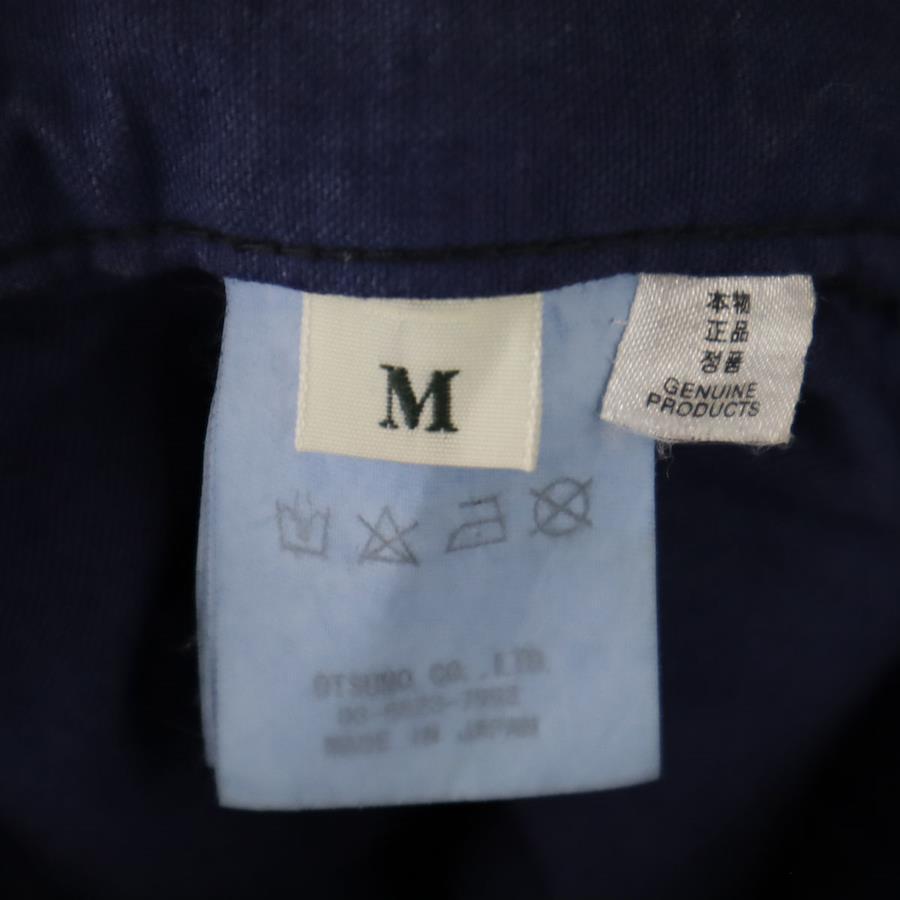 M
本物
正品
정품
GENUINE
PRODUCTS
OTSUBO CO.,LTD.
MADE IN JAPAN